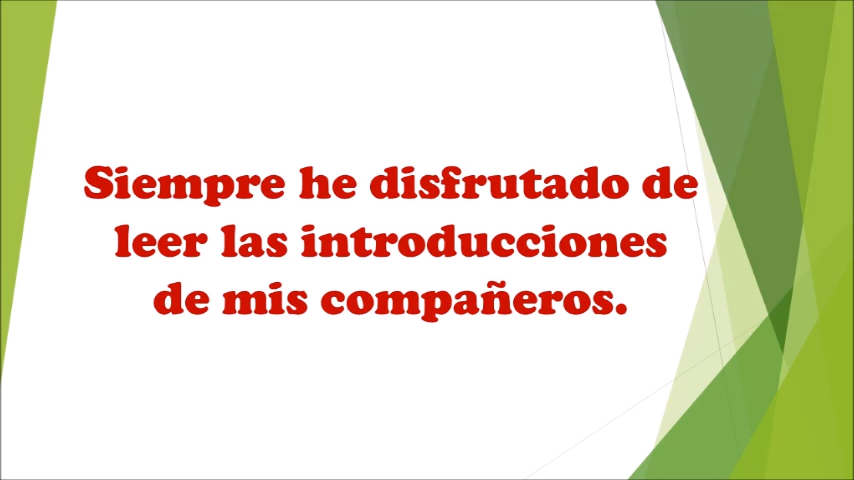 Siempre he disfrutado de
leer las introducciones
de mis compañeros.